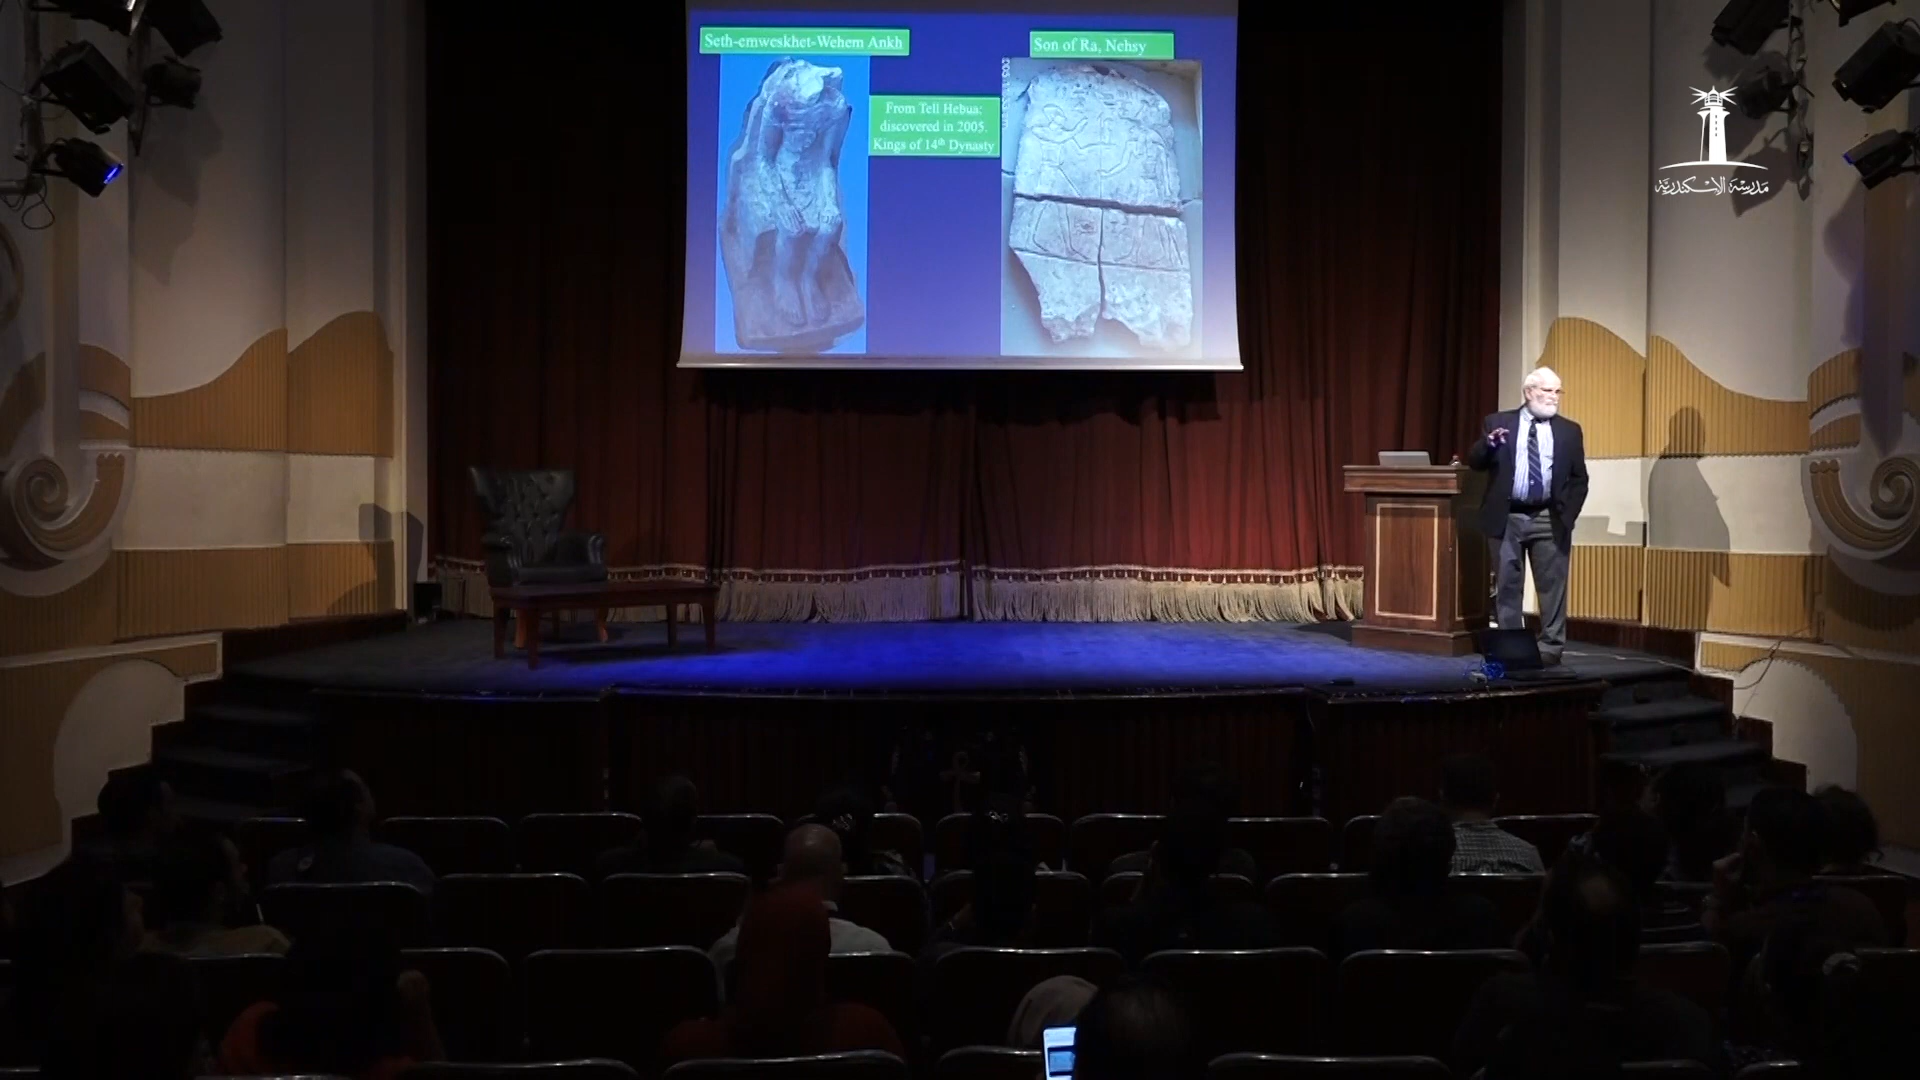 Seth-emweskhet-Wehem Ankh
Son of Ra, Nehsy
From Tell Hebua:
discovered in 2005.
Kings of 14th Dynasty
مدرسة الإسكندرية